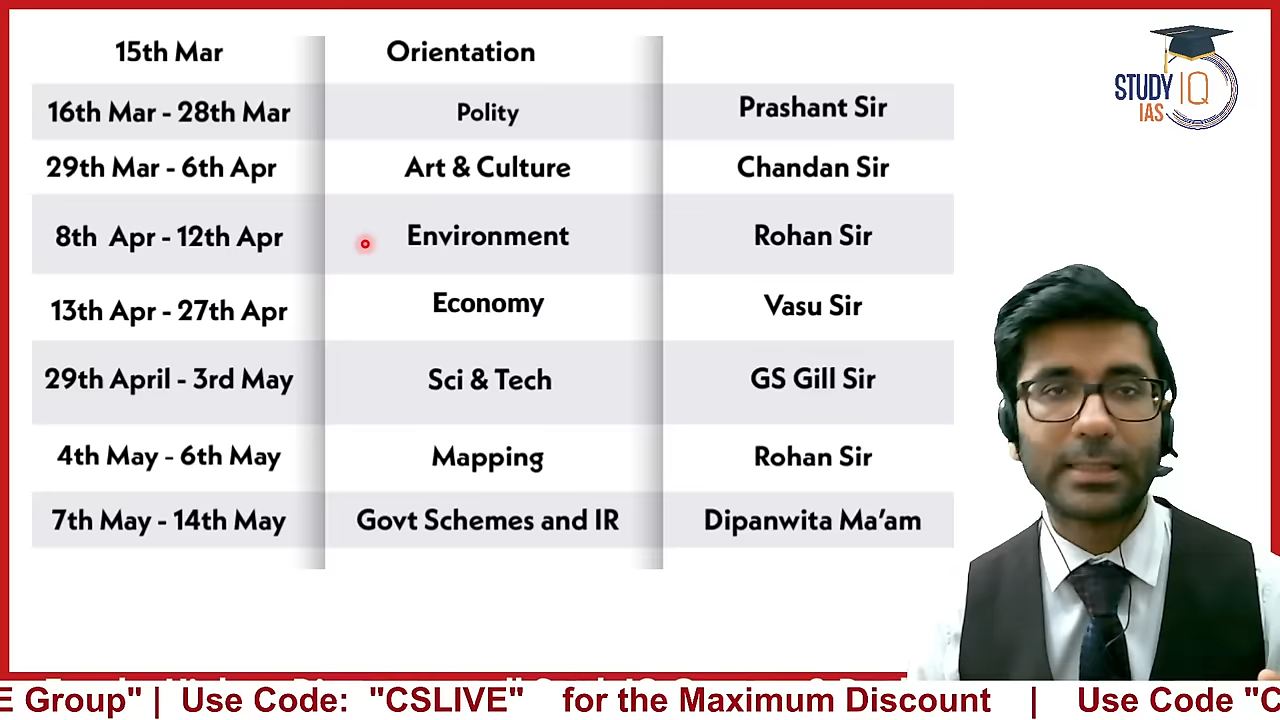 15th Mar Orientation
16th Mar - 28th Mar Polity Prashant Sir
29th Mar - 6th Apr Art & Culture Chandan Sir
8th Apr - 12th Apr Environment Rohan Sir
13th Apr - 27th Apr Economy Vasu Sir
29th April - 3rd May Sci & Tech GS Gill Sir
4th May - 6th May Mapping Rohan Sir
7th May - 14th May Govt Schemes and IR Dipanwita Ma'am
STUDY IQ
IAS
E Group" | Use Code: "CSLIVE" for the Maximum Discount | Use Code "C